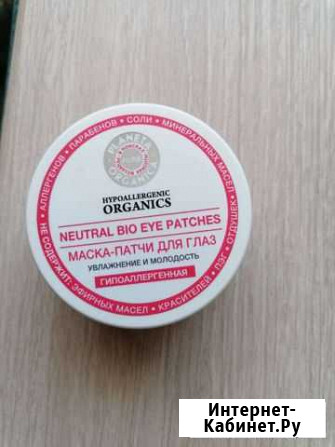 PLANETA
ORGANICA
PURE
HYPOALLERGENIC
ORGANICS
NEUTRAL BIO EYE PATCHES
МАСКА-ПАТЧИ ДЛЯ ГЛАЗ
УВЛАЖНЕНИЕ И МОЛОДОСТЬ
ГИПОАЛЛЕРГЕННАЯ
НЕ СОДЕРЖИТ: ЭФИРНЫХ МАСЕЛ • КРАСИТЕЛЕЙ • ПЭГ • ОТДУШЕК •
• АЛЛЕРГЕНОВ • ПАРАБЕНОВ • СОЛИ • МИНЕРАЛЬНЫХ МАСЕЛ
Интернет-
Кабинет.Ру